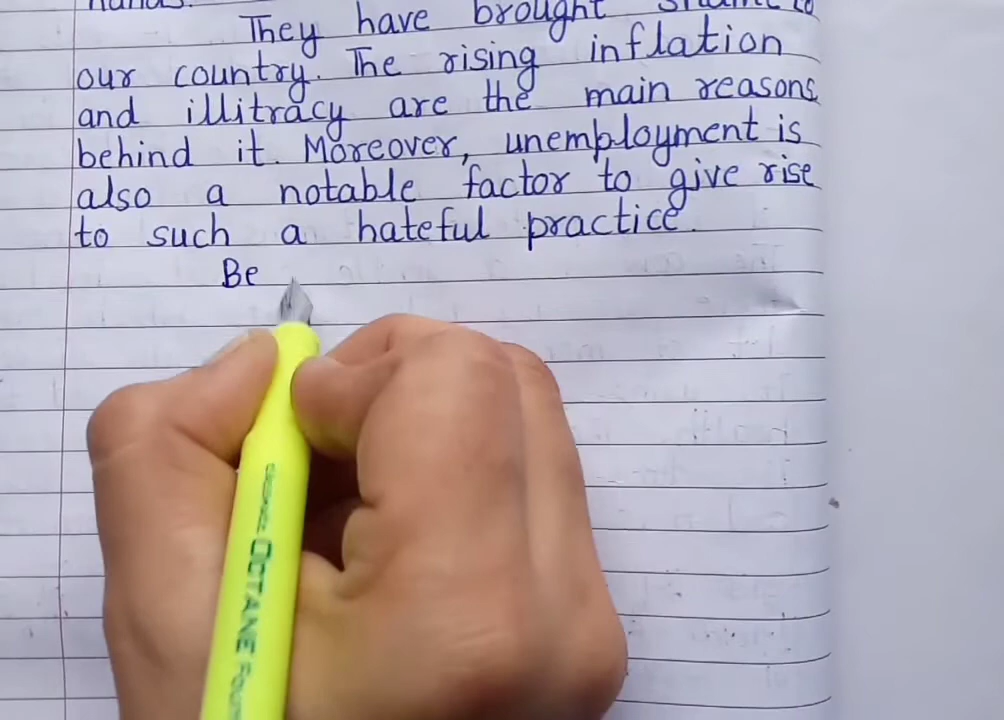 They have brought
our country. The rising inflation
and illitracy are the main reasons
behind it. Moreover, unemployment is
also a notable factor to give rise
to such a hateful practice.
Be
OCTANE